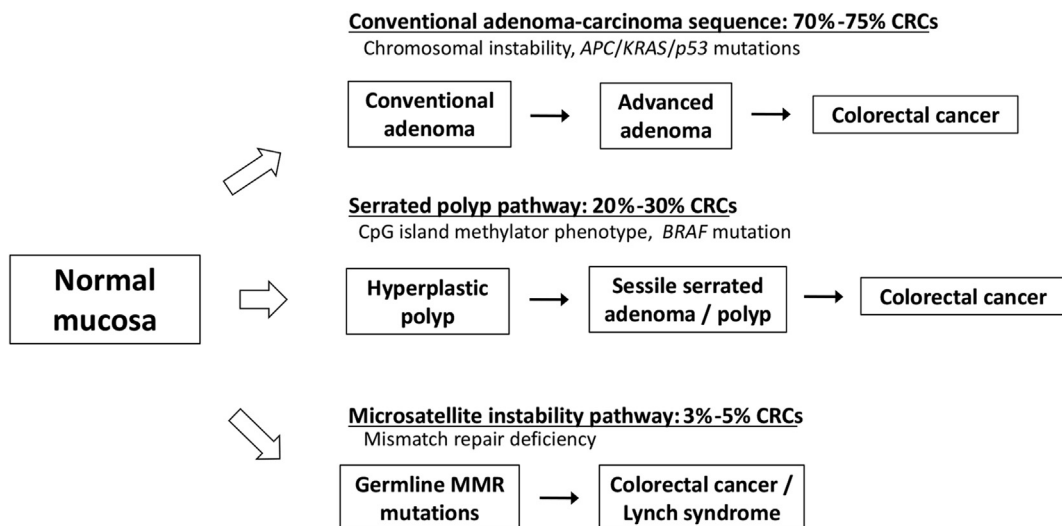 Conventional adenoma-carcinoma sequence: 70%-75% CRCs
Chromosomal instability, APC/KRAS/p53 mutations
Conventional
adenoma
Advanced
adenoma
Colorectal cancer
Serrated polyp pathway: 20%-30% CRCs
CpG island methylator phenotype, BRAF mutation
Normal
mucosa
Hyperplastic
polyp
Sessile serrated
adenoma / polyp
Colorectal cancer
Microsatellite instability pathway: 3%-5% CRCs
Mismatch repair deficiency
Germline MMR
mutations
Colorectal cancer /
Lynch syndrome